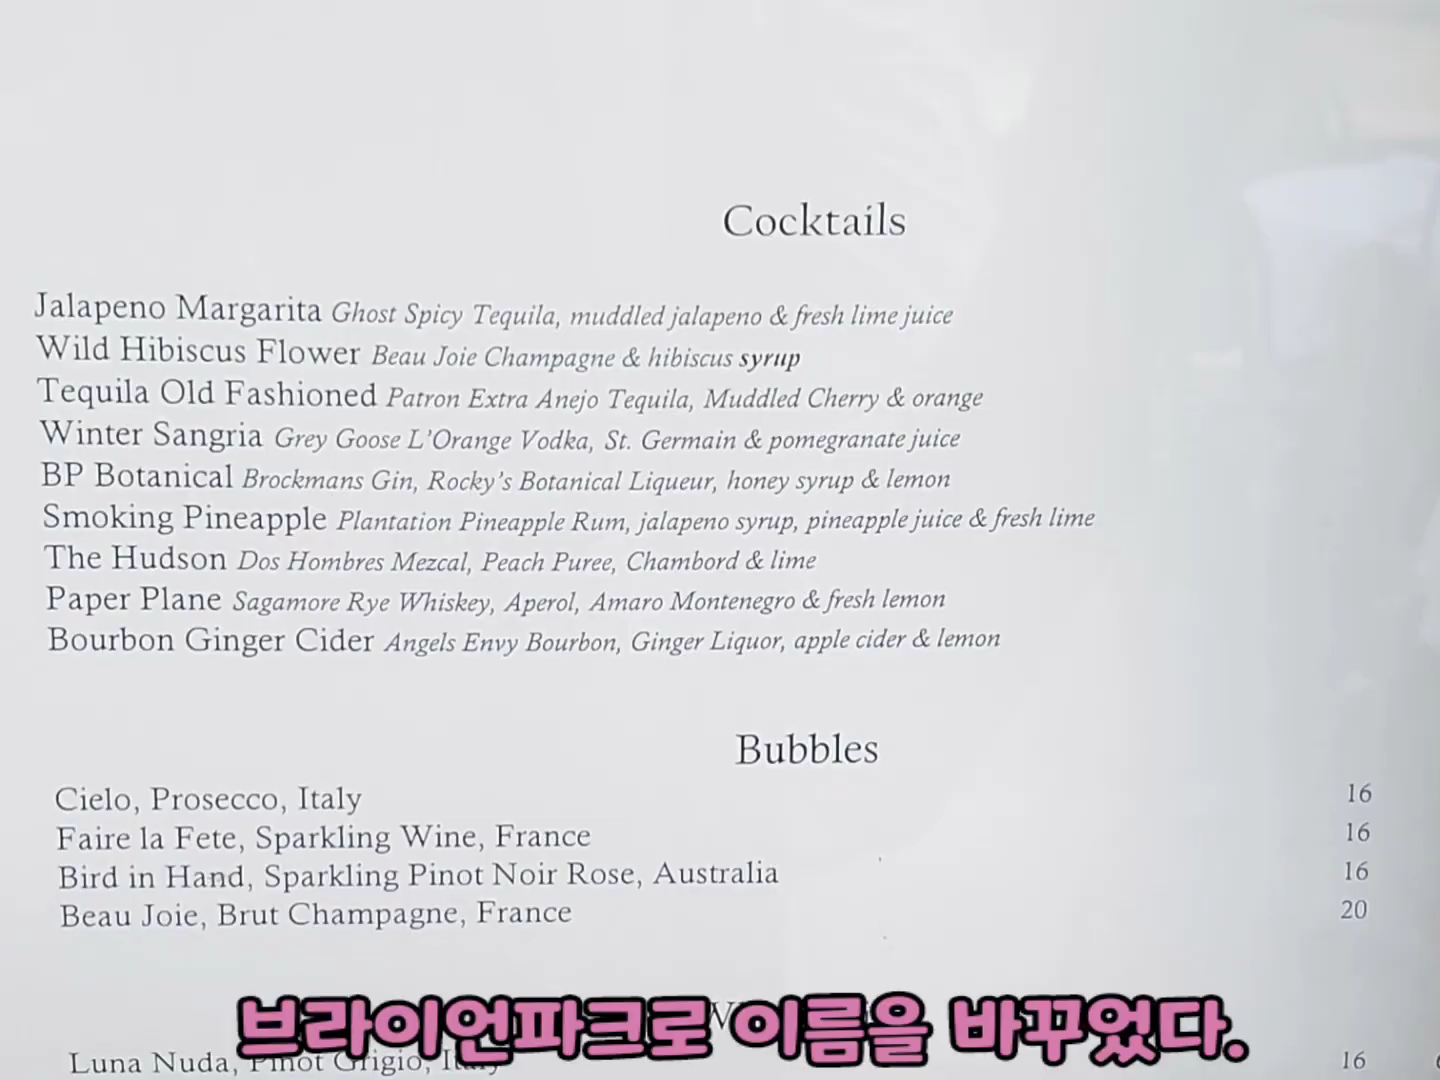 Cocktails
Jalapeno Margarita Ghost Spicy Tequila, muddled jalapeno & fresh lime juice
Wild Hibiscus Flower Beau Joie Champagne & hibiscus syrup
Tequila Old Fashioned Patron Extra Anejo Tequila, Muddled Cherry & orange
Winter Sangria Grey Goose L'Orange Vodka, St. Germain & pomegranate juice
BP Botanical Brockmans Gin, Rocky's Botanical Liqueur, honey syrup & lemon
Smoking Pineapple Plantation Pineapple Rum, jalapeno syrup, pineapple juice & fresh lime
The Hudson Dos Hombres Mezcal, Peach Puree, Chambord & lime
Paper Plane Sagamore Rye Whiskey, Aperol, Amaro Montenegro & fresh lemon
Bourbon Ginger Cider Angels Envy Bourbon, Ginger Liquor, apple cider & lemon
Bubbles
Cielo, Prosecco, Italy 16
Faire la Fete, Sparkling Wine, France 16
Bird in Hand, Sparkling Pinot Noir Rose, Australia 16
Beau Joie, Brut Champagne, France 20
브라이언파크로 이름을 바꾸었다.
Luna Nuda, Pinot Grigio, 16